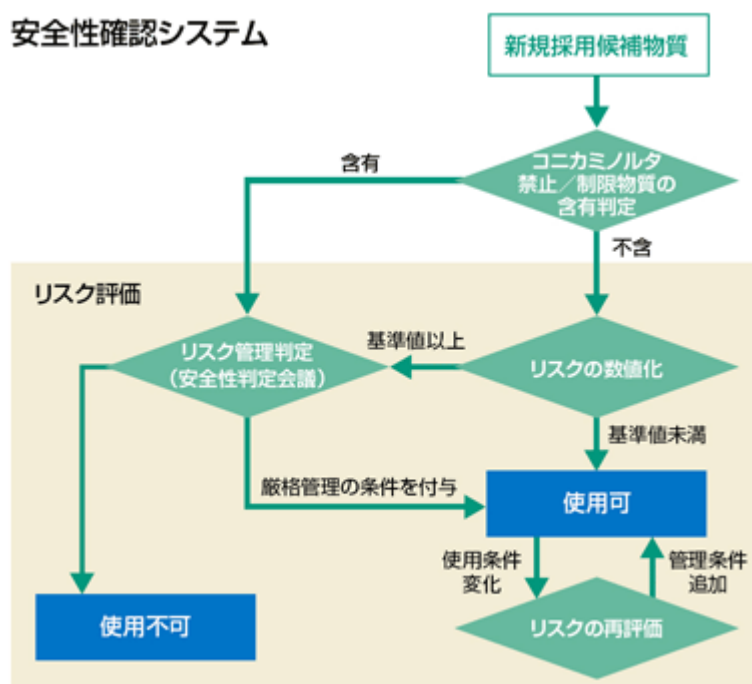 安全性確認システム
新規採用候補物質
コニカミノルタ
禁止／制限物質の
含有判定
含有
不含
リスク評価
リスク管理判定
（安全性判定会議）
基準値以上
リスクの数値化
基準値未満
厳格管理の条件を付与
使用可
使用条件
変化
管理条件
追加
使用不可
リスクの再評価